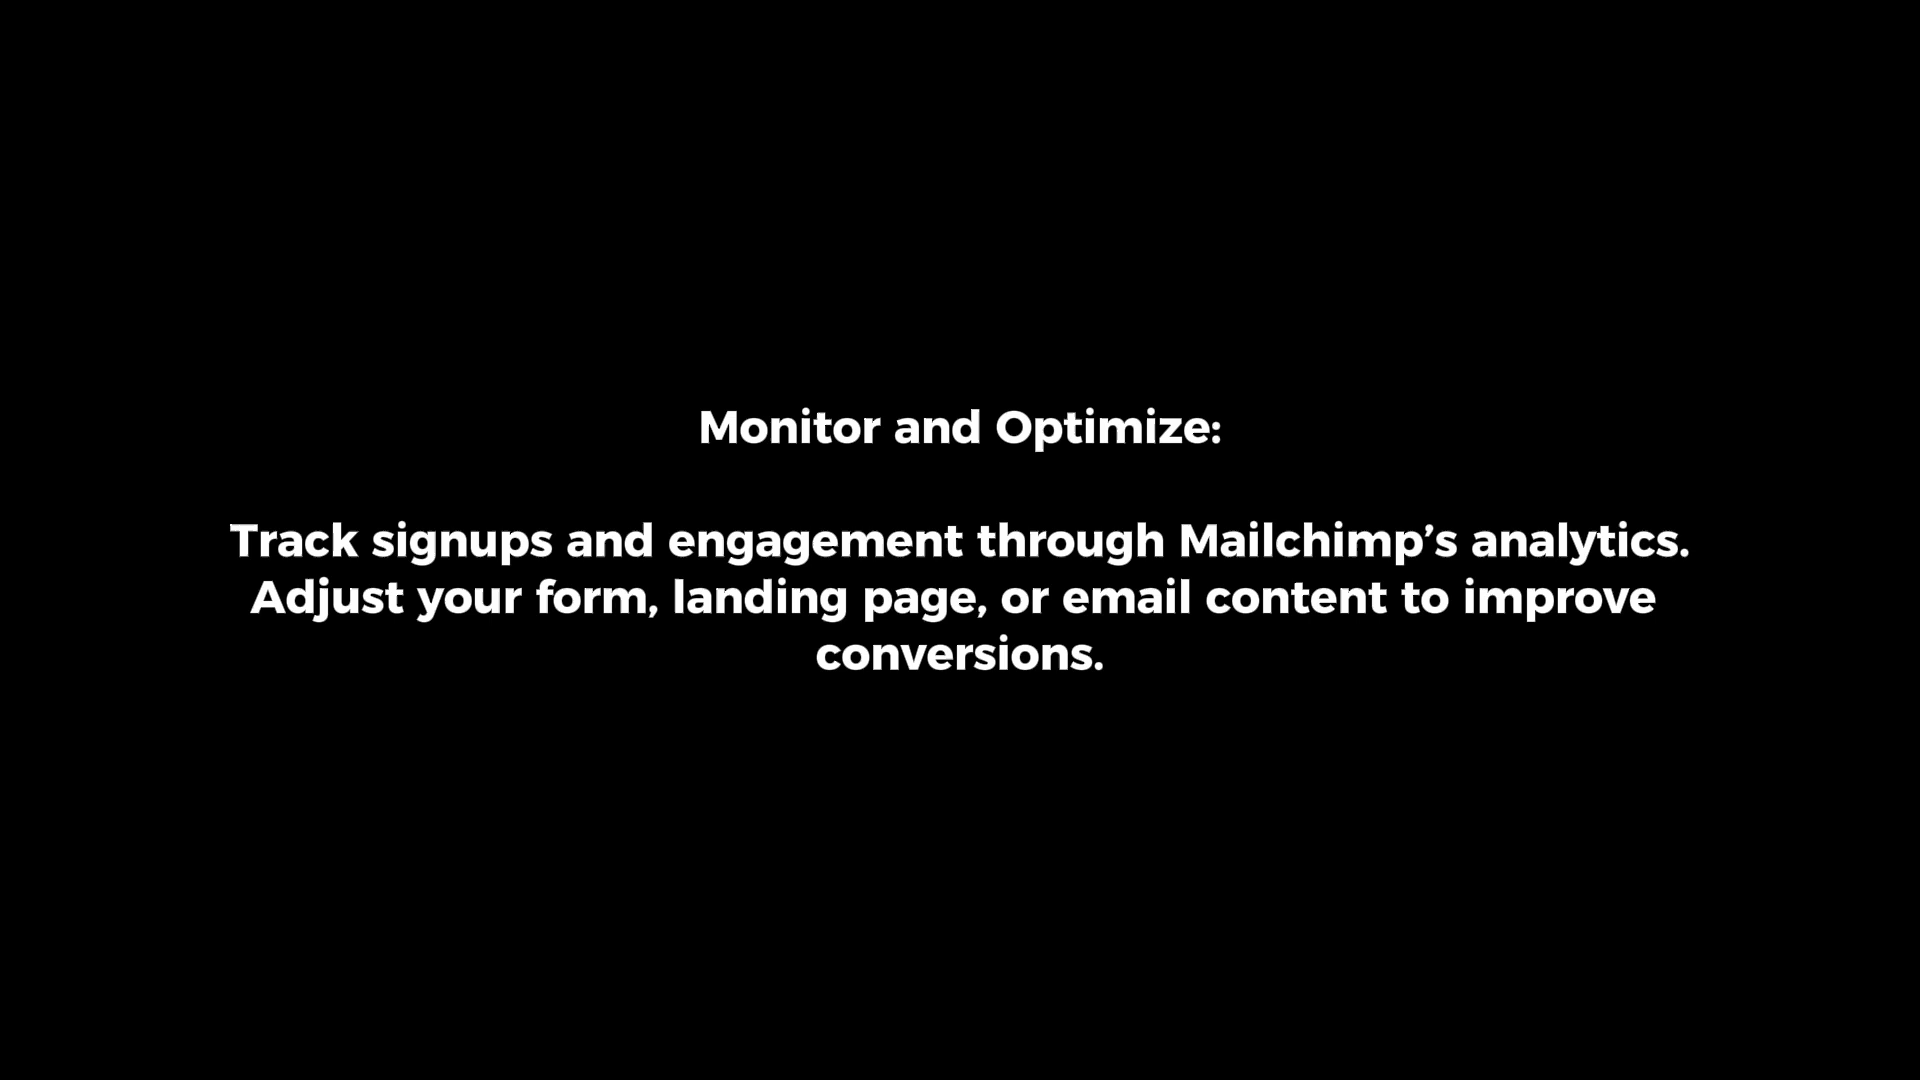 Monitor and Optimize:
Track signups and engagement through Mailchimp’s analytics.
Adjust your form, landing page, or email content to improve
conversions.